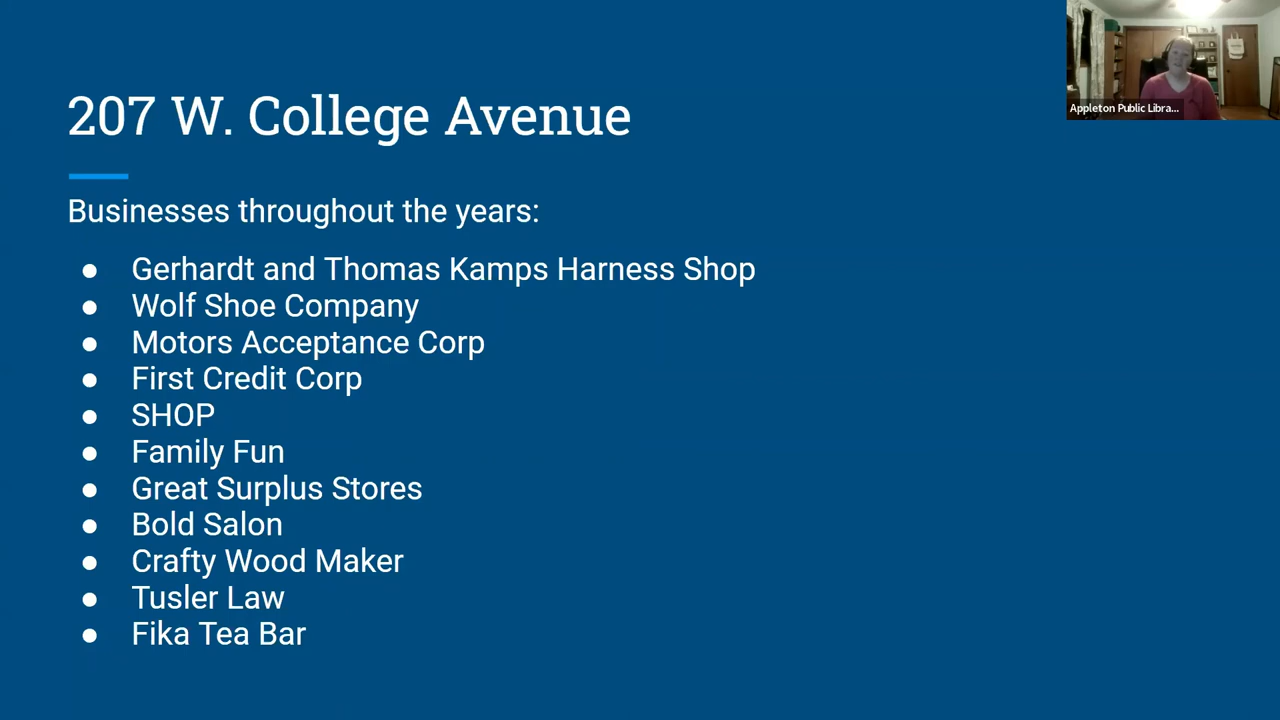 207 W. College Avenue
Appleton Public Libra...
Businesses throughout the years:
● Gerhardt and Thomas Kamps Harness Shop
● Wolf Shoe Company
● Motors Acceptance Corp
● First Credit Corp
● SHOP
● Family Fun
● Great Surplus Stores
● Bold Salon
● Crafty Wood Maker
● Tusler Law
● Fika Tea Bar